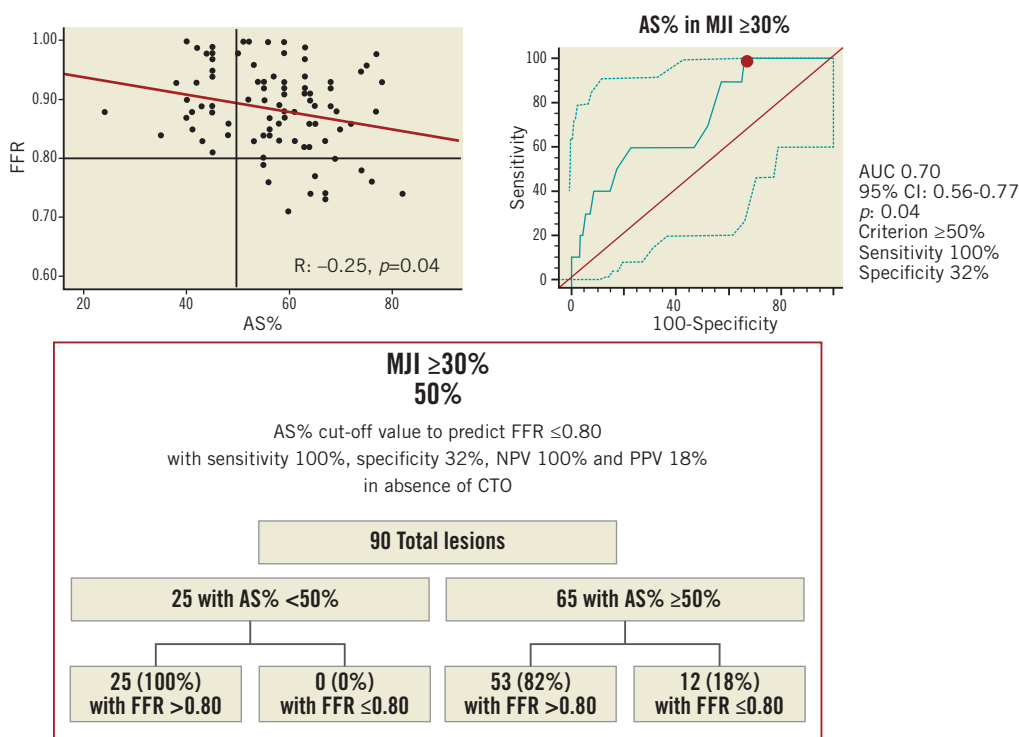 FFR
1.00
0.90
0.80
0.70
0.60
R: –0.25, p=0.04
20
40
60
80
AS%
AS% in MJI ≥30%
Sensitivity
100
80
60
40
20
0
0
40
80
100-Specificity
AUC 0.70
95% CI: 0.56-0.77
p: 0.04
Criterion ≥50%
Sensitivity 100%
Specificity 32%
MJI ≥30%
50%
AS% cut-off value to predict FFR ≤0.80
with sensitivity 100%, specificity 32%, NPV 100% and PPV 18%
in absence of CTO
90 Total lesions
25 with AS% <50%
65 with AS% ≥50%
25 (100%)
with FFR >0.80
0 (0%)
with FFR ≤0.80
53 (82%)
with FFR >0.80
12 (18%)
with FFR ≤0.80